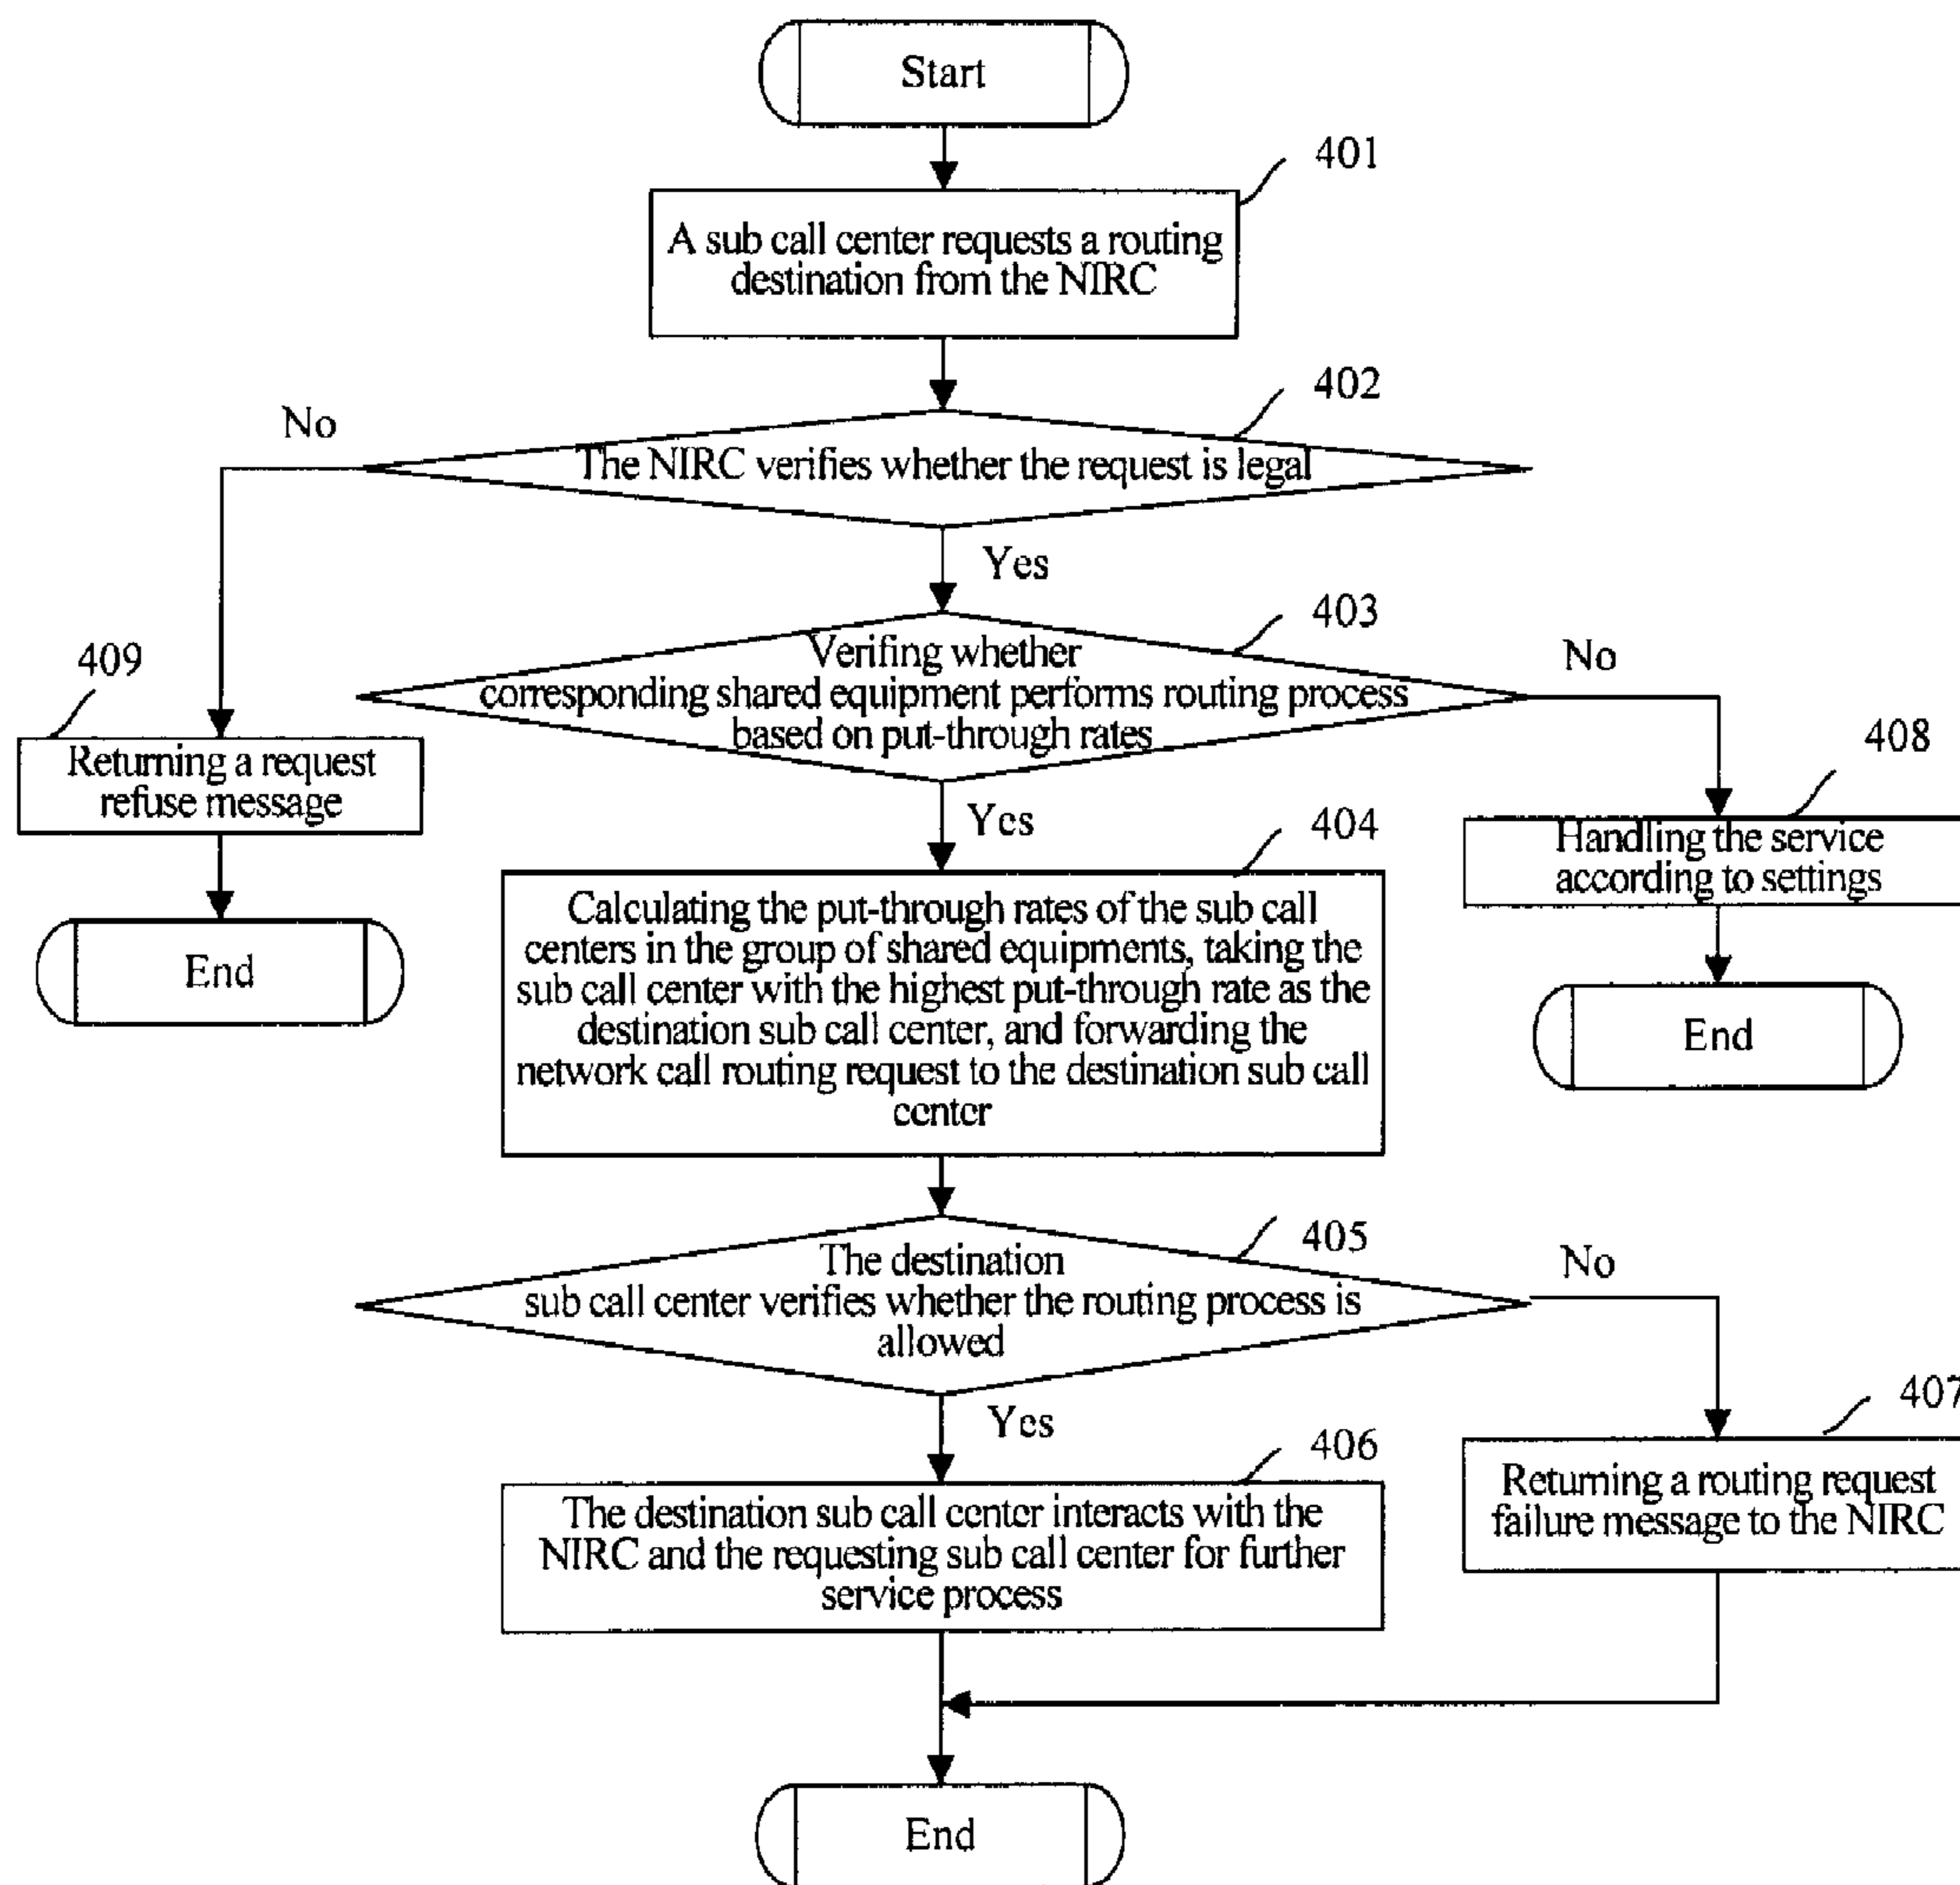 Start
401
A sub call center requests a routing
destination from the NIRC
402
No
The NIRC verifies whether the request is legal
Yes
403
Verifing whether
corresponding shared equipment performs routing process
based on put-through rates
No
409
Returning a request
refuse message
End
408
Handling the service
according to settings
End
Yes
404
Calculating the put-through rates of the sub call
centers in the group of shared equipments, taking the
sub call center with the highest put-through rate as the
destination sub call center, and forwarding the
network call routing request to the destination sub call
center
405
The destination
sub call center verifies whether the routing process is
allowed
No
Yes
407
Returning a routing request
failure message to the NIRC
406
The destination sub call center interacts with the
NIRC and the requesting sub call center for further
service process
End